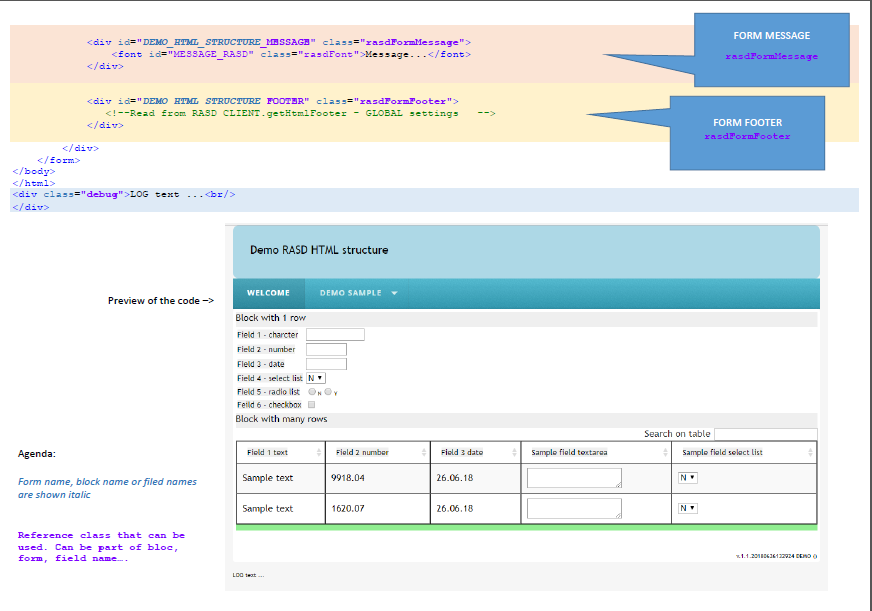 <div id="DEMO_HTML_STRUCTURE_MESSAGE" class="rasdFormMessage">
<font id="MESSAGE_RASD" class="rasdFont">Message...</font>
</div>
FORM MESSAGE
rasdFormMessage
<div id="DEMO HTML STRUCTURE FOOTER" class="rasdFormFooter">
<!--Read from RASD CLIENT.getHtmlFooter - GLOBAL settings -->
</div>
FORM FOOTER
rasdFormFooter
</div>
</form>
</body>
</html>
<div class="debug">LOG text ...<br/>
</div>
Preview of the code –>
Demo RASD HTML structure
WELCOME DEMO SAMPLE
Block with 1 row
Field 1 - charcter
Field 2 - number
Field 3 - date
Field 4 - select list N
Field 5 - radio list N Y
Feild 6 - checkbox
Block with many rows
Search on table
Field 1 text Field 2 number Field 3 date Sample field textarea Sample field select list
Sample text 9918.04 26.06.18 N
Sample text 1620.07 26.06.18 N
v.1.1.20180626132924 DEMO ()
LOG text ...
Agenda:
Form name, block name or filed names
are shown italic
Reference class that can be
used. Can be part of bloc,
form, field name….